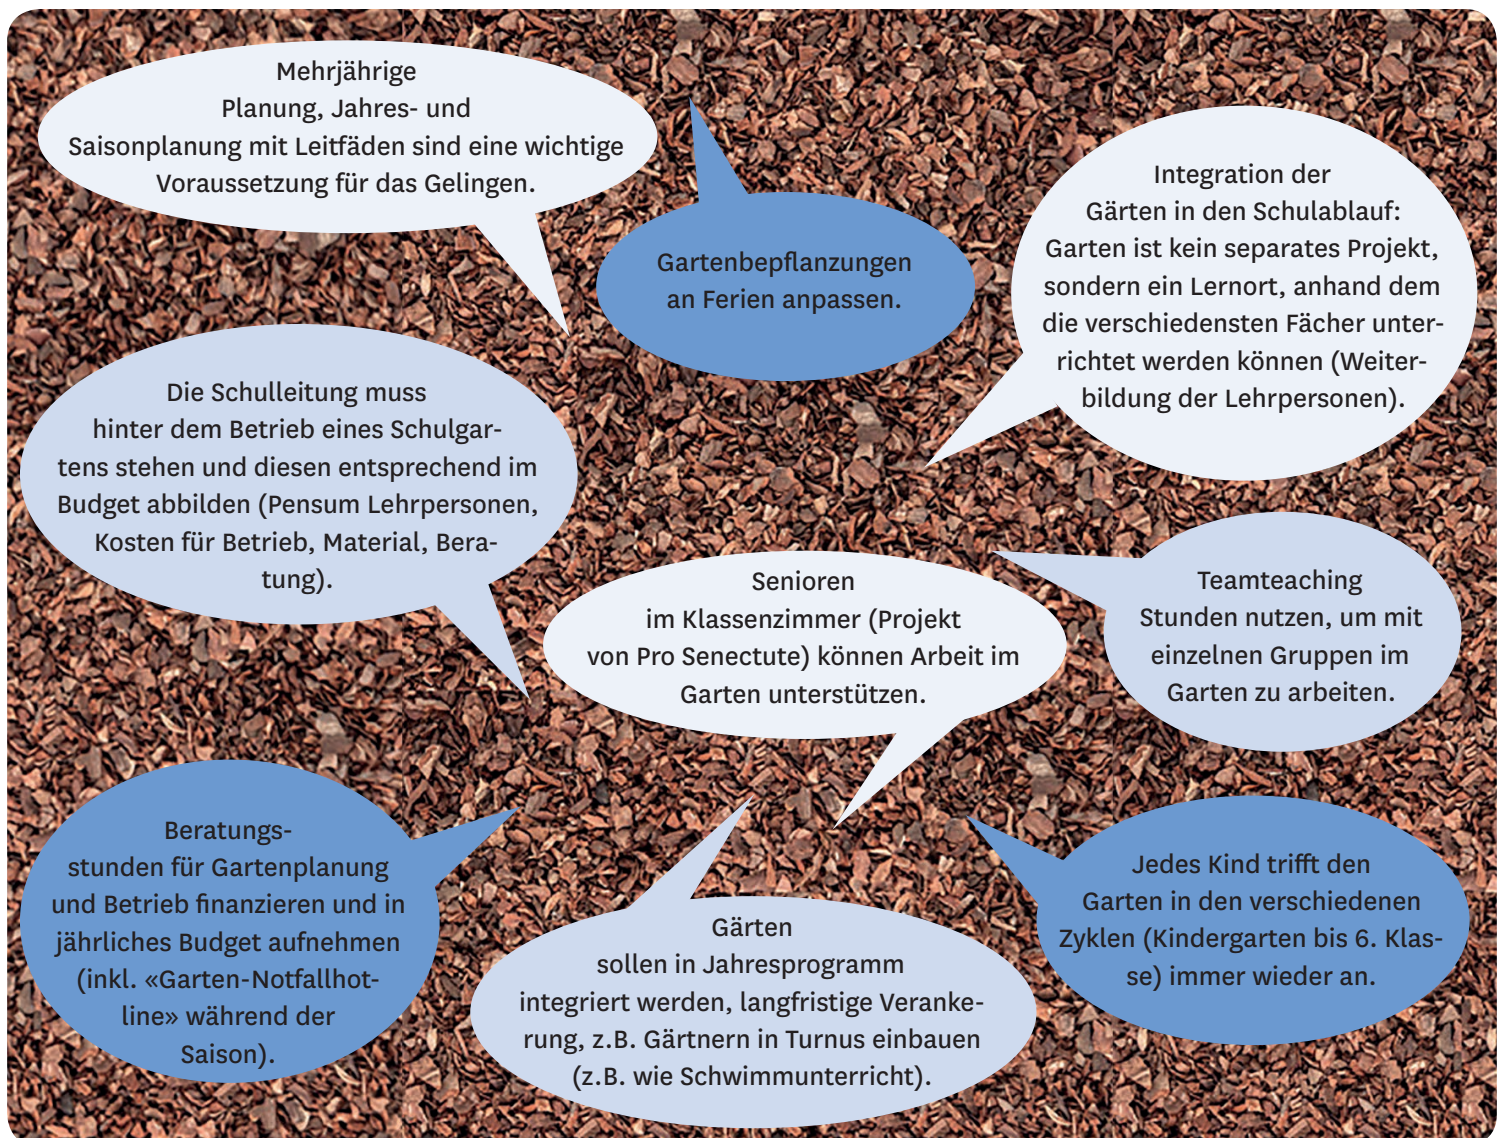 Mehrjährige
Planung, Jahres- und
Saisonplanung mit Leitfäden sind eine wichtige
Voraussetzung für das Gelingen.
Gartenbepflanzungen
an Ferien anpassen.
Integration der
Gärten in den Schulablauf:
Garten ist kein separates Projekt,
sondern ein Lernort, anhand dem
die verschiedensten Fächer unter-
richtet werden können (Weiter-
bildung der Lehrpersonen).
Die Schulleitung muss
hinter dem Betrieb eines Schulgar-
tens stehen und diesen entsprechend im
Budget abbilden (Pensum Lehrpersonen,
Kosten für Betrieb, Material, Bera-
tung).
Senioren
im Klassenzimmer (Projekt
von Pro Senectute) können Arbeit im
Garten unterstützen.
Teamteaching
Stunden nutzen, um mit
einzelnen Gruppen im
Garten zu arbeiten.
Beratungs-
stunden für Gartenplanung
und Betrieb finanzieren und in
jährliches Budget aufnehmen
(inkl. «Garten-Notfallhot-
line» während der
Saison).
Gärten
sollen in Jahresprogramm
integriert werden, langfristige Veranke-
rung, z.B. Gärtnern in Turnus einbauen
(z.B. wie Schwimmunterricht).
Jedes Kind trifft den
Garten in den verschiedenen
Zyklen (Kindergarten bis 6. Klas-
se) immer wieder an.